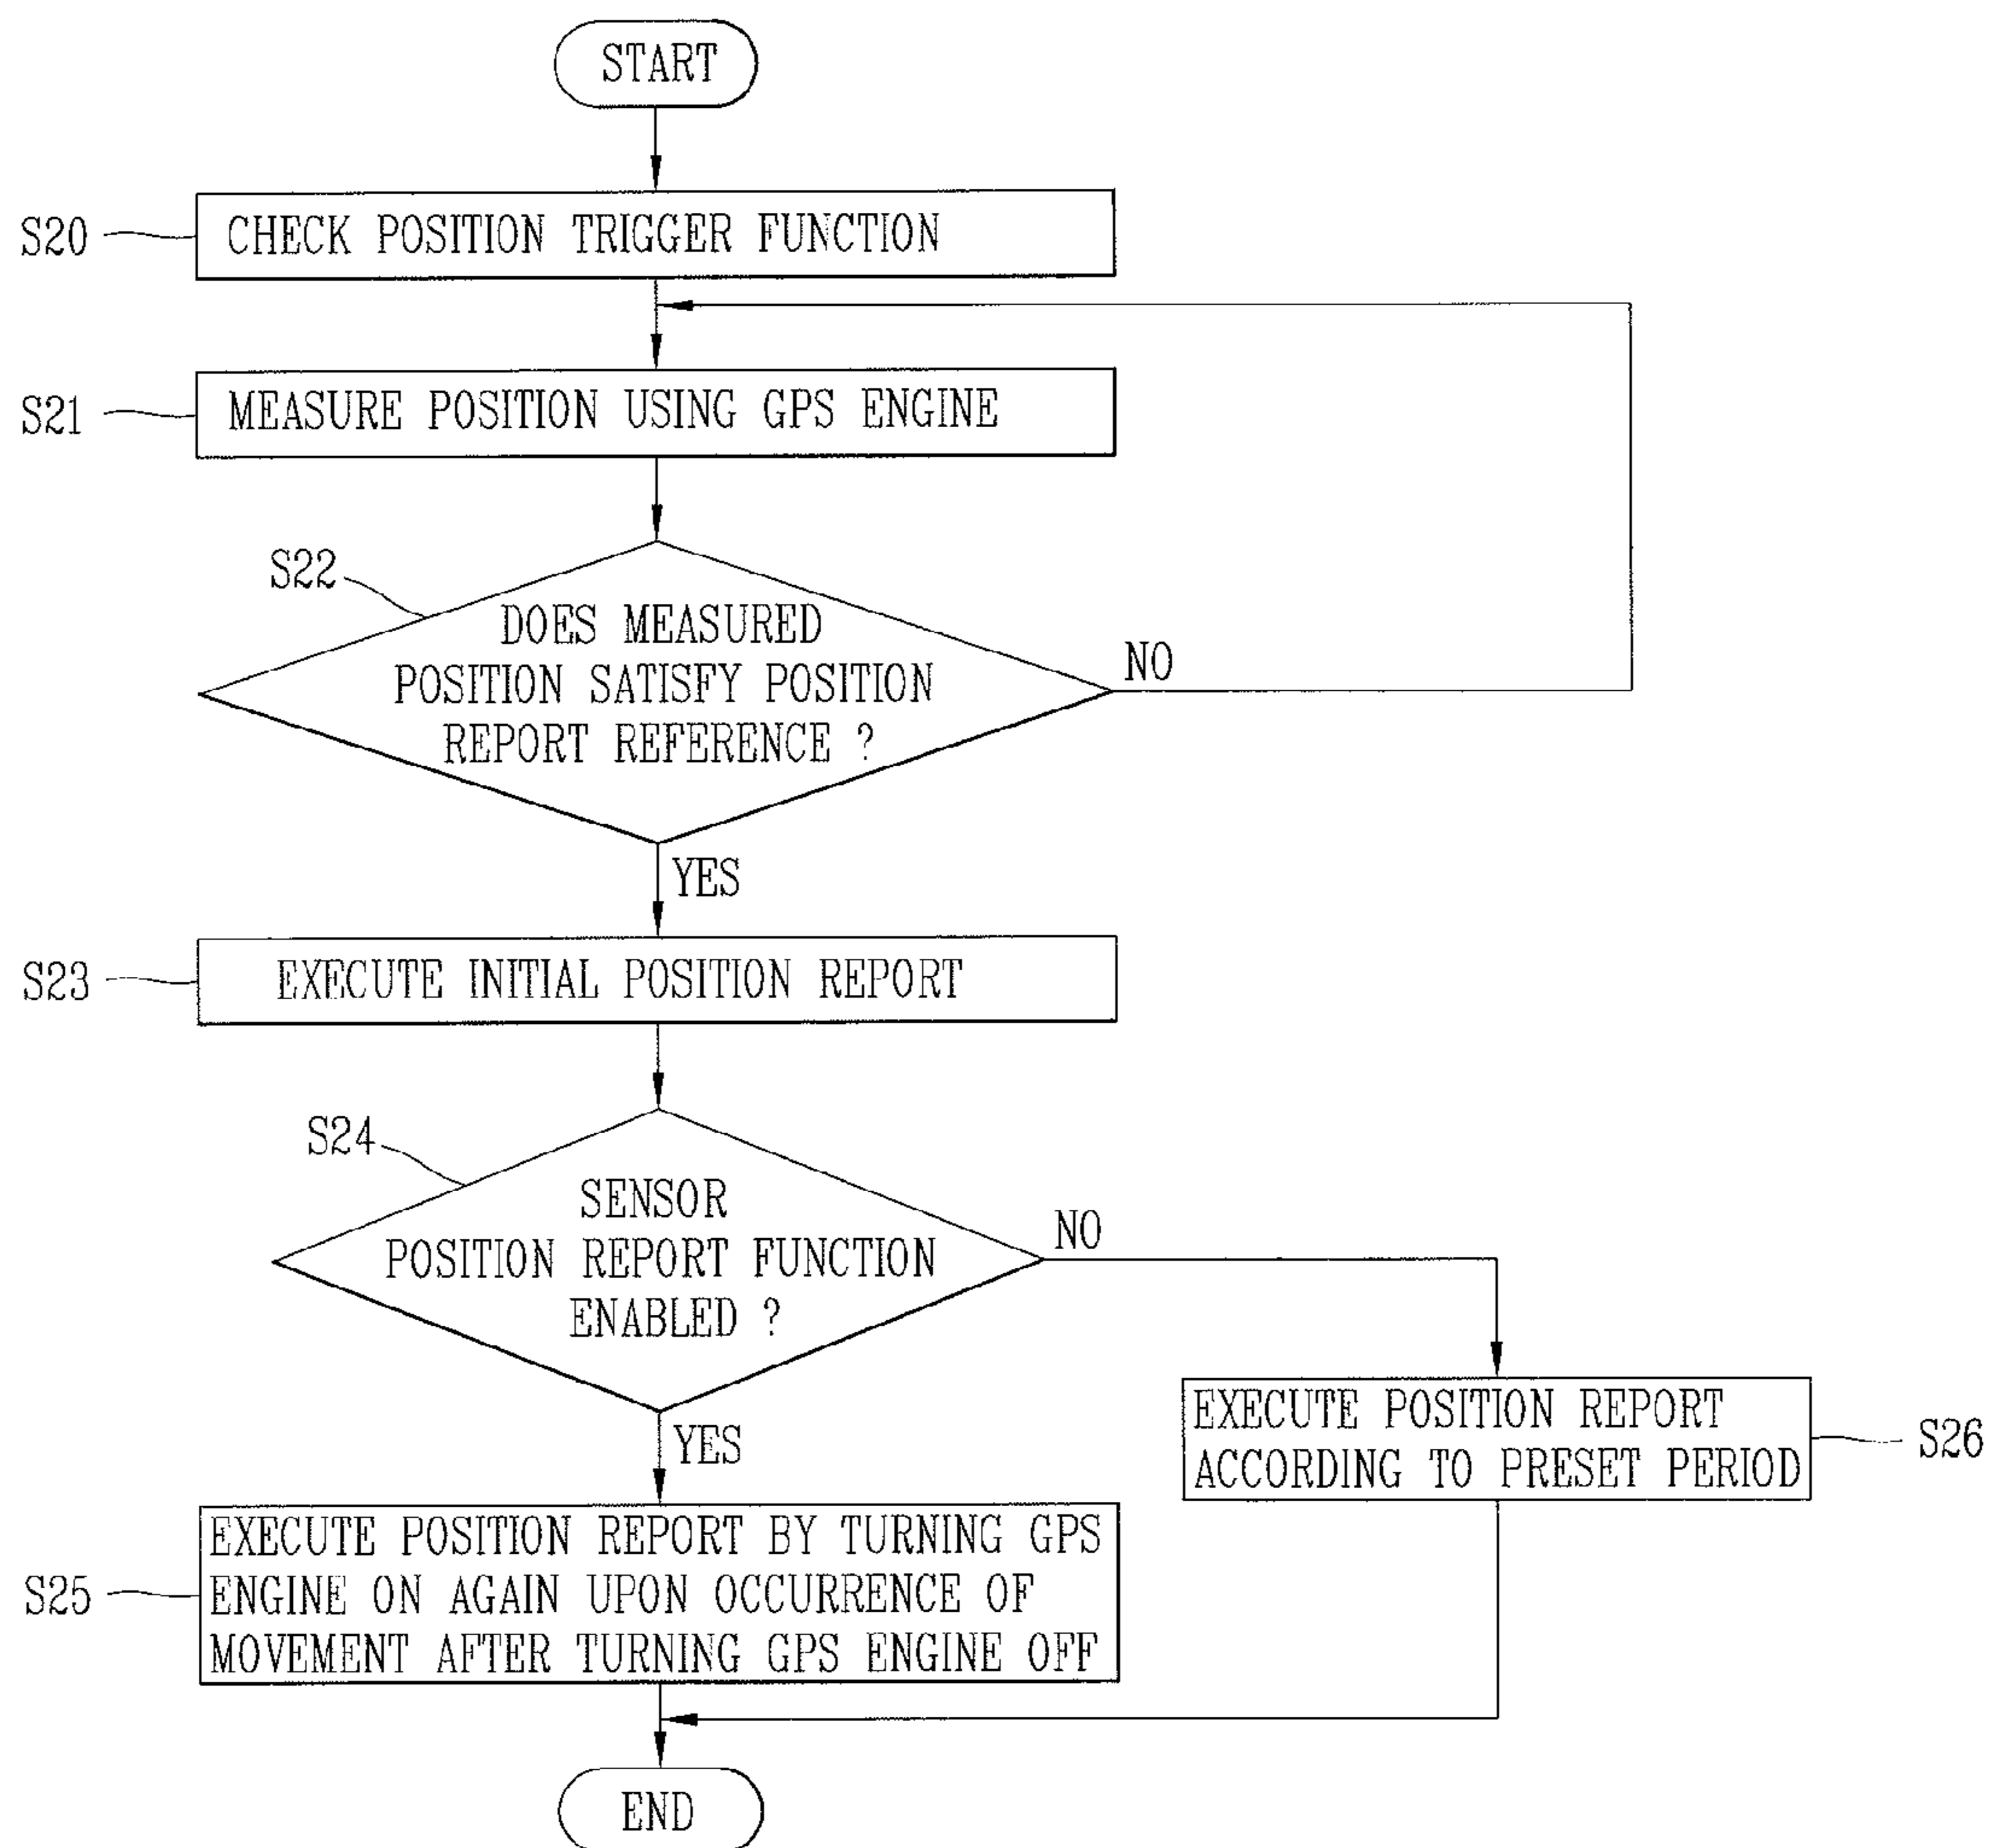 START
S20
CHECK POSITION TRIGGER FUNCTION
S21
MEASURE POSITION USING GPS ENGINE
S22
DOES MEASURED
POSITION SATISFY POSITION
REPORT REFERENCE ?
NO
YES
S23
EXECUTE INITIAL POSITION REPORT
S24
SENSOR
POSITION REPORT FUNCTION
ENABLED ?
NO
YES
EXECUTE POSITION REPORT
ACCORDING TO PRESET PERIOD
S26
S25
EXECUTE POSITION REPORT BY TURNING GPS
ENGINE ON AGAIN UPON OCCURRENCE OF
MOVEMENT AFTER TURNING GPS ENGINE OFF
END